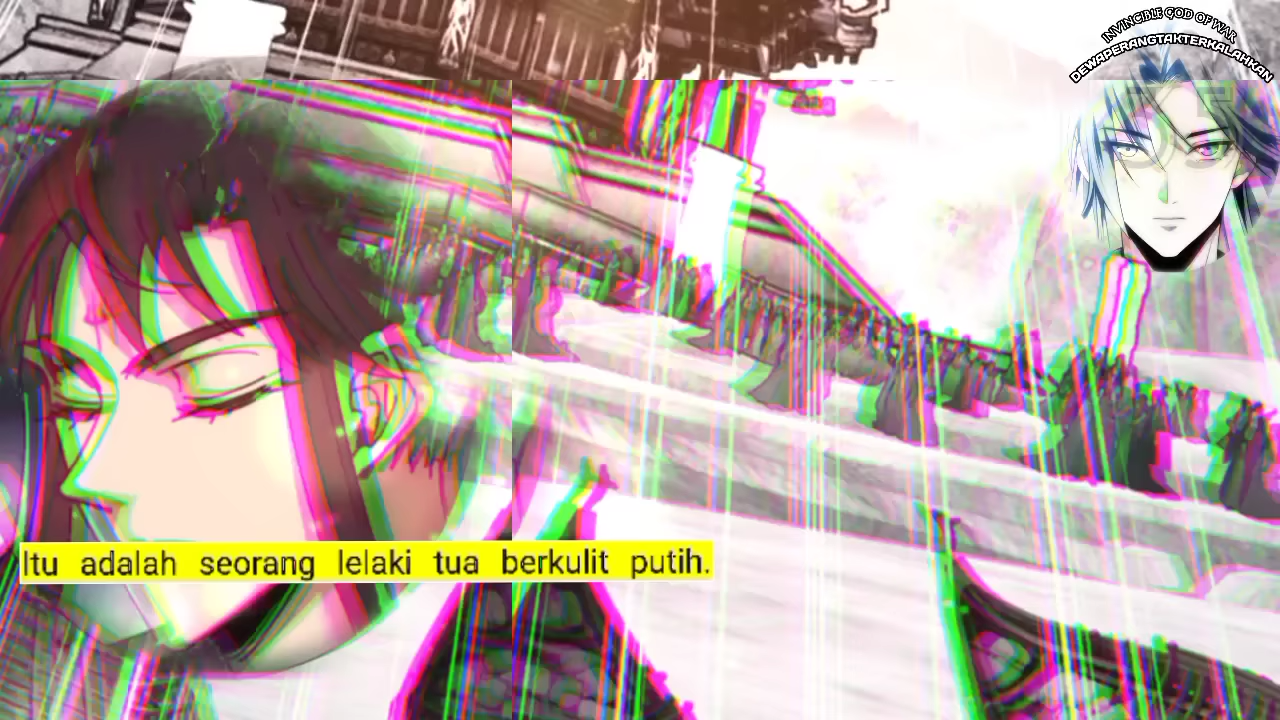 INVINCIBLE GOD OF WAR
DEWAPERANGTAKTERKALAHKAN
Itu adalah seorang lelaki tua berkulit putih.